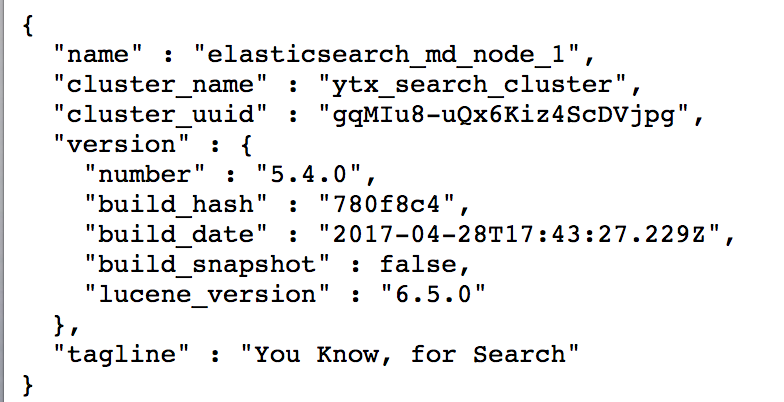 {
  "name" : "elasticsearch_md_node_1",
  "cluster_name" : "ytx_search_cluster",
  "cluster_uuid" : "gqMIu8-uQx6Kiz4ScDVjpg",
  "version" : {
    "number" : "5.4.0",
    "build_hash" : "780f8c4",
    "build_date" : "2017-04-28T17:43:27.229Z",
    "build_snapshot" : false,
    "lucene_version" : "6.5.0"
  },
  "tagline" : "You Know, for Search"
}